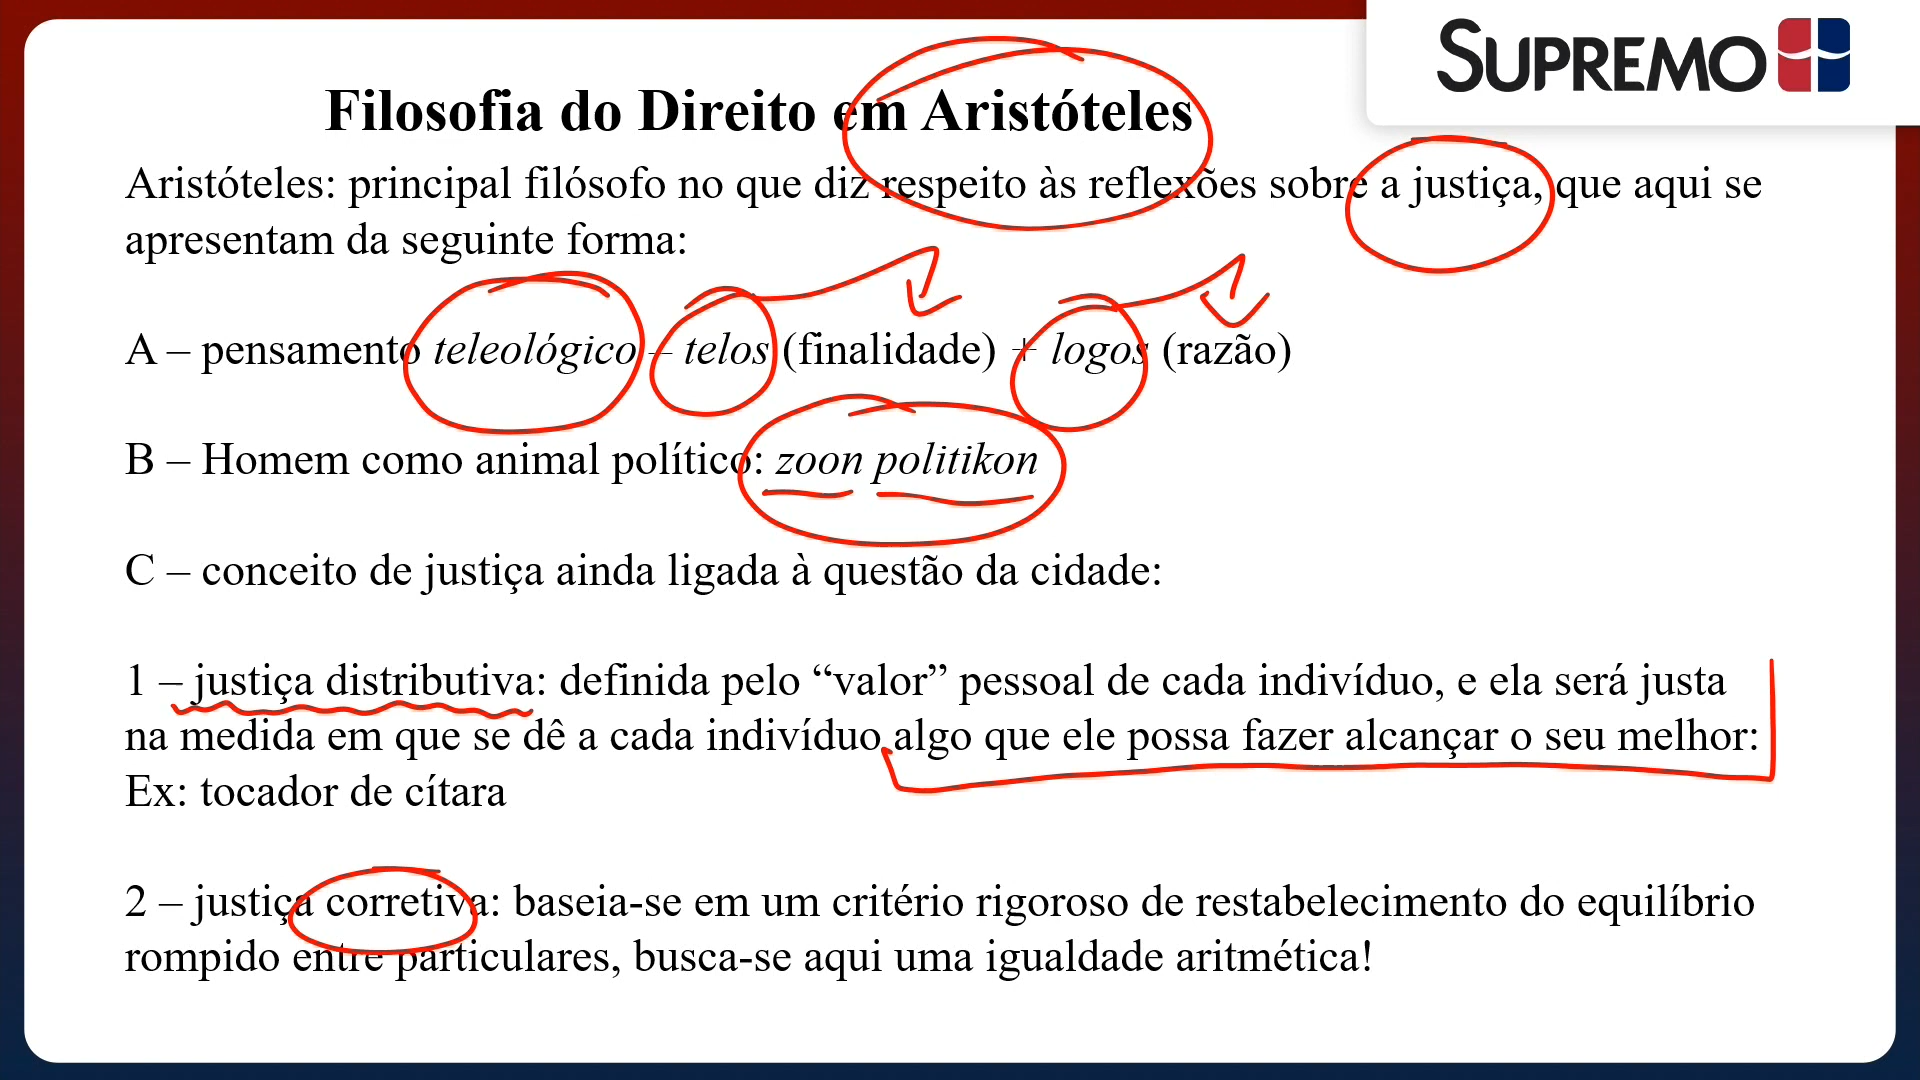 SUPREMO
Filosofia do Direito em Aristóteles
Aristóteles: principal filósofo no que diz respeito às reflexões sobre a justiça, que aqui se
apresentam da seguinte forma:
A – pensamento teleológico – telos (finalidade) + logos (razão)
B – Homem como animal político: zoon politikon
C – conceito de justiça ainda ligada à questão da cidade:
1 – justiça distributiva: definida pelo “valor” pessoal de cada indivíduo, e ela será justa
na medida em que se dê a cada indivíduo algo que ele possa fazer alcançar o seu melhor:
Ex: tocador de cítara
2 – justiça corretiva: baseia-se em um critério rigoroso de restabelecimento do equilíbrio
rompido entre particulares, busca-se aqui uma igualdade aritmética!